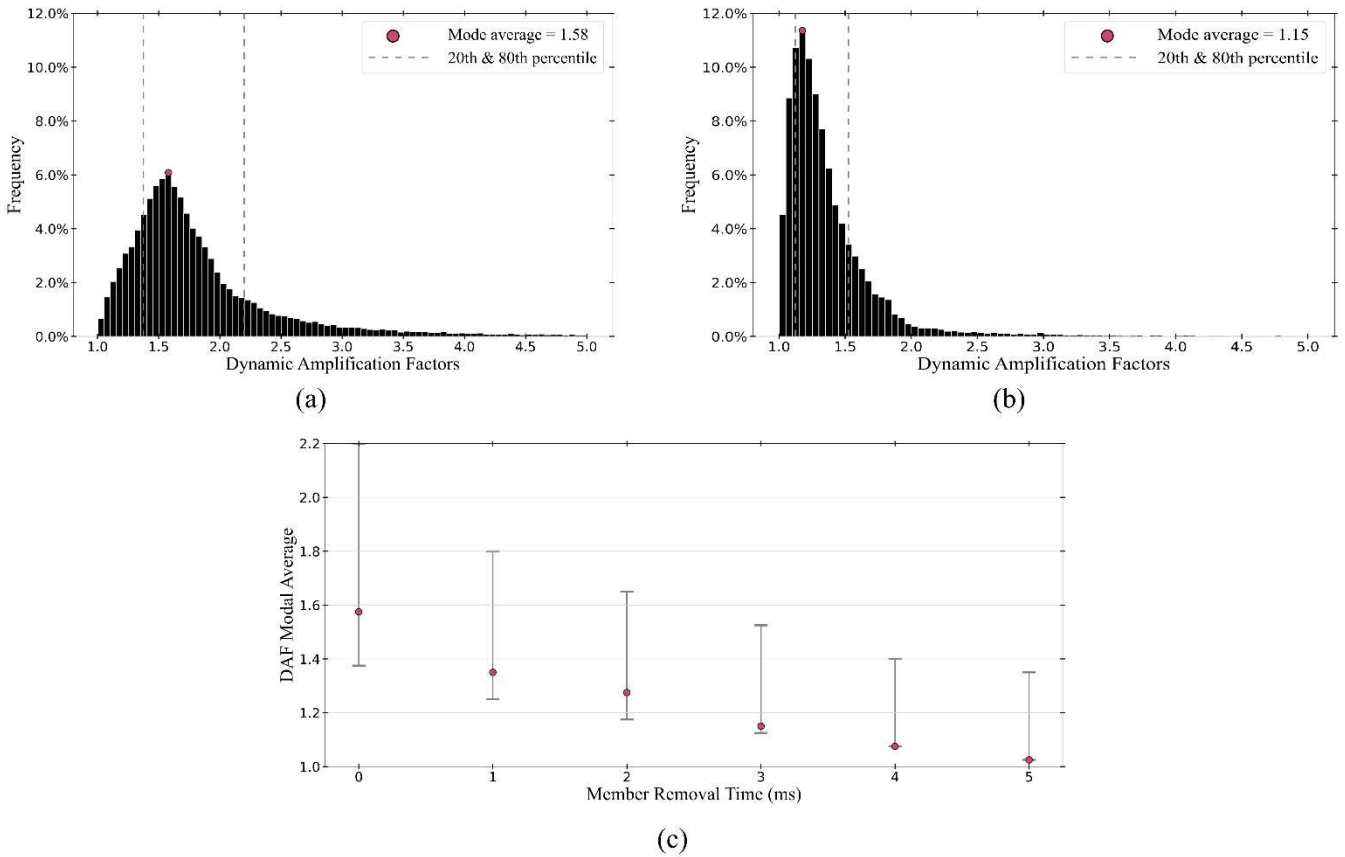 12.0%
10.0%
8.0%
6.0%
4.0%
2.0%
0.0%
Frequency
Mode average = 1.58
20th & 80th percentile
1.0 1.5 2.0 2.5 3.0 3.5 4.0 4.5 5.0
Dynamic Amplification Factors
(a)
12.0%
10.0%
8.0%
6.0%
4.0%
2.0%
0.0%
Frequency
Mode average = 1.15
20th & 80th percentile
1.0 1.5 2.0 2.5 3.0 3.5 4.0 4.5 5.0
Dynamic Amplification Factors
(b)
2.2
2.0
1.8
1.6
1.4
1.2
1.0
DAF Modal Average
0 1 2 3 4 5
Member Removal Time (ms)
(c)